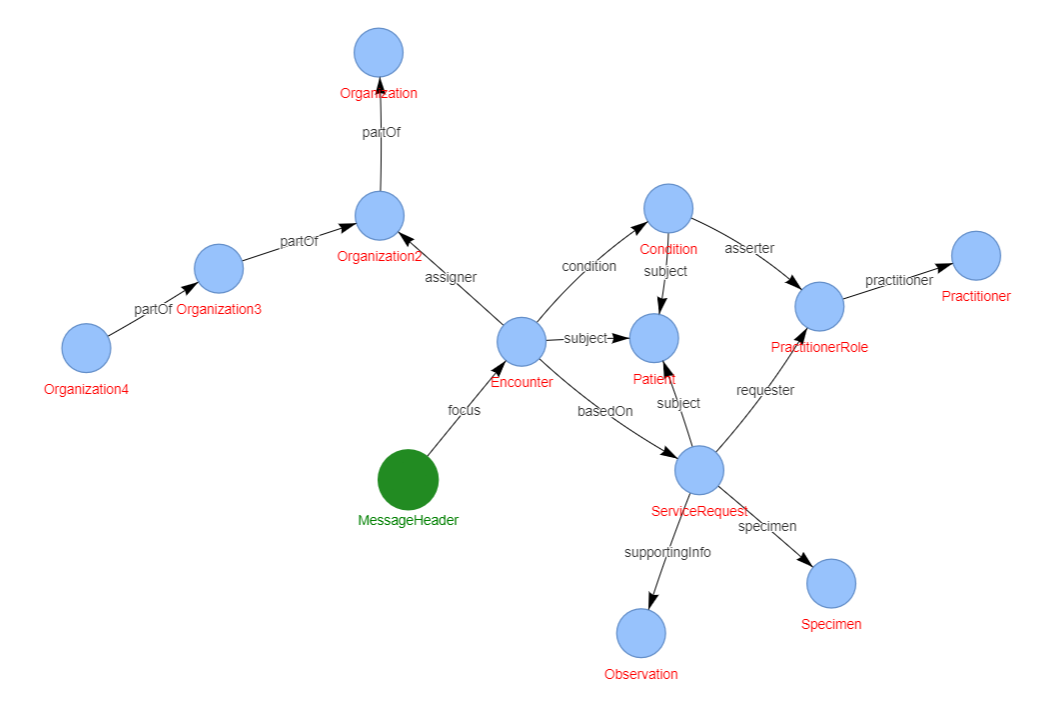 Organization
partOf
Organization2
Condition
partOf
asserter
subject
condition
assigner
practitioner
Practitioner
partOf
Organization3
subject
PractitionerRole
Patient
Encounter
Organization4
requester
subject
basedOn
focus
ServiceRequest
MessageHeader
specimen
supportingInfo
Specimen
Observation